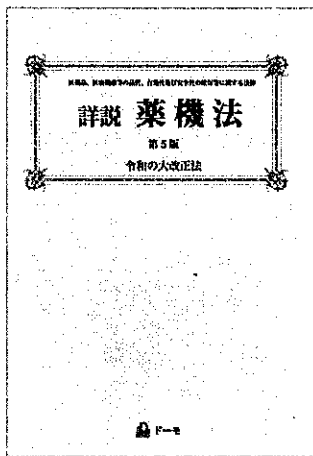 医薬品、医療機器等の品質、有効性及び安全性の確保等に関する法律
詳説 薬機法
第5版
令和の大改正法
ドーモ